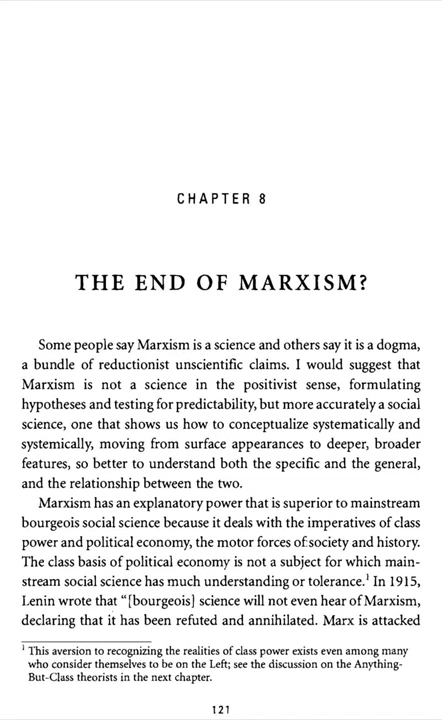 CHAPTER 8
THE END OF MARXISM?
Some people say Marxism is a science and others say it is a dogma,
a bundle of reductionist unscientific claims. I would suggest that
Marxism is not a science in the positivist sense, formulating
hypotheses and testing for predictability, but more accurately a social
science, one that shows us how to conceptualize systematically and
systemically, moving from surface appearances to deeper, broader
features, so better to understand both the specific and the general,
and the relationship between the two.
Marxism has an explanatory power that is superior to mainstream
bourgeois social science because it deals with the imperatives of class
power and political economy, the motor forces of society and history.
The class basis of political economy is not a subject for which main-
stream social science has much understanding or tolerance.¹ In 1915,
Lenin wrote that “[bourgeois] science will not even hear of Marxism,
declaring that it has been refuted and annihilated. Marx is attacked
¹ This aversion to recognizing the realities of class power exists even among many
who consider themselves to be on the Left; see the discussion on the Anything-
But-Class theorists in the next chapter.
121